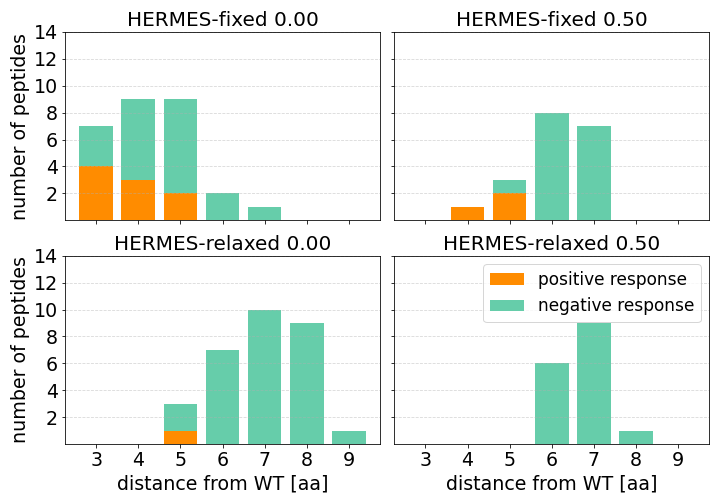 HERMES-fixed 0.00
HERMES-fixed 0.50
number of peptides
14
12
10
8
6
4
2
HERMES-relaxed 0.00
HERMES-relaxed 0.50
number of peptides
14
12
10
8
6
4
2
positive response
negative response
3 4 5 6 7 8 9
3 4 5 6 7 8 9
distance from WT [aa]
distance from WT [aa]